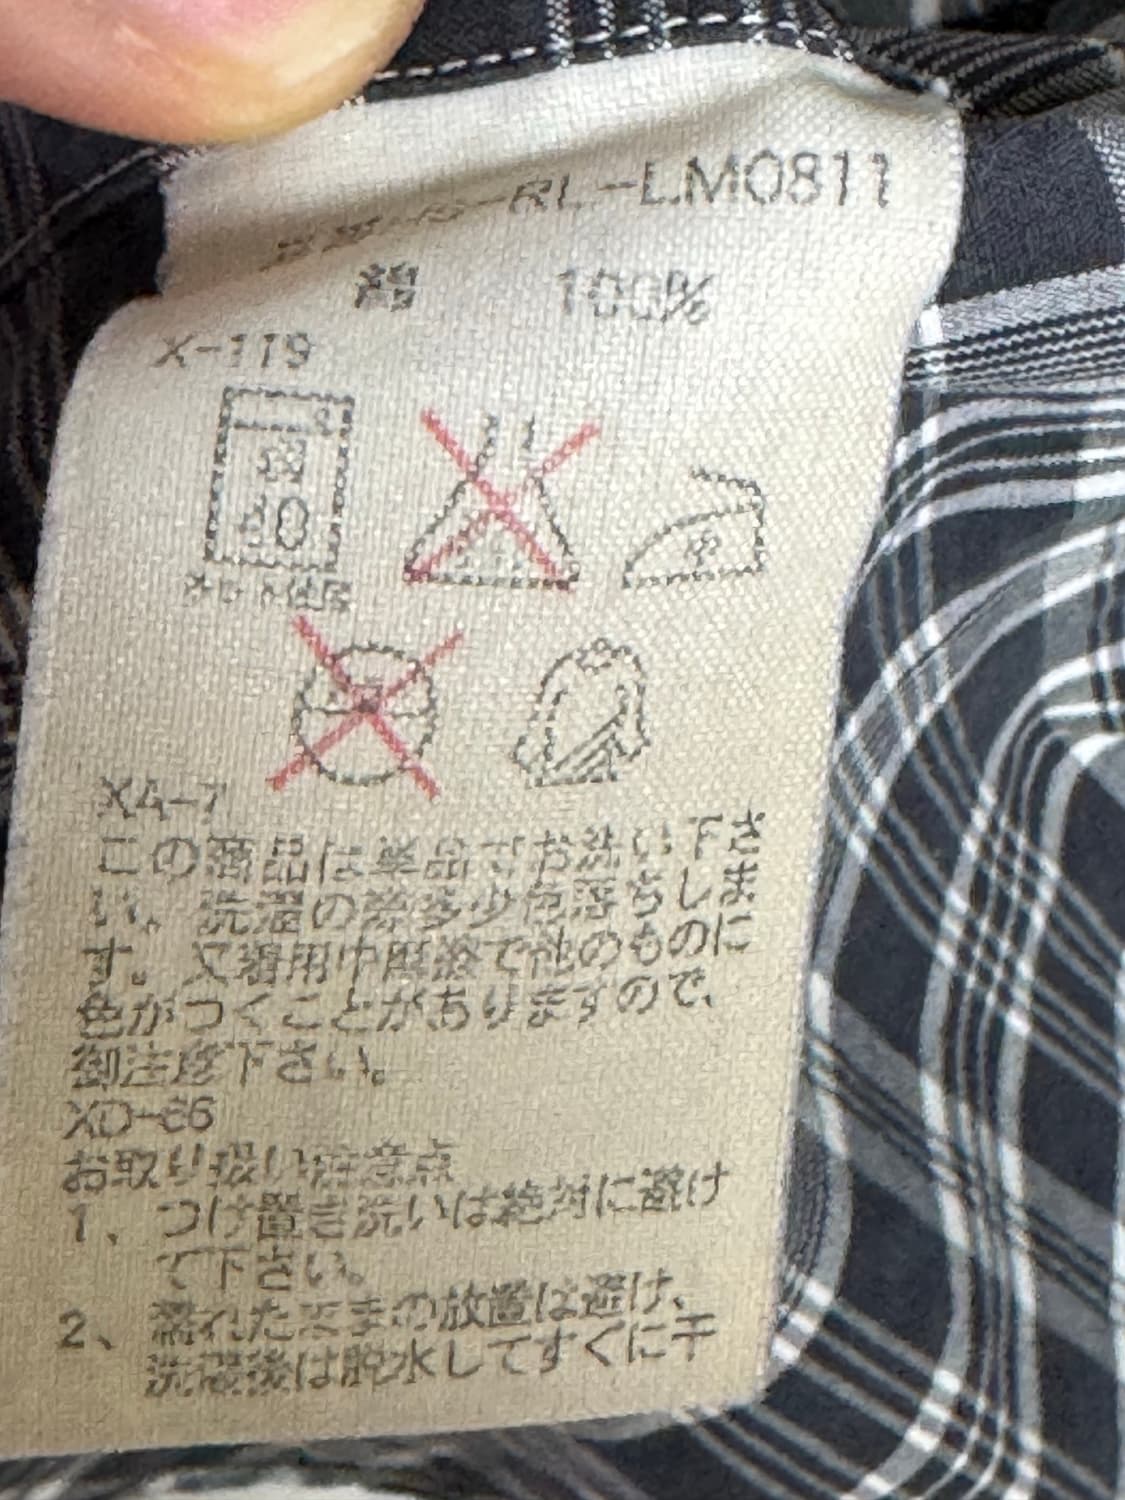 -RL-LM0811
綿 100%
X-119
弱
40
中性
中
X4-7
この商品は単品でお洗い下さ
い。洗濯の際多少色落ちしま
す。又着用中摩擦で他のものに
色がつくことがありますので、
御注意下さい。
XD-66
お取り扱い注意点
1、つけ置き洗いは絶対に避け
て下さい。
2、濡れたままの放置は避け、
洗濯後は脱水してすぐに干